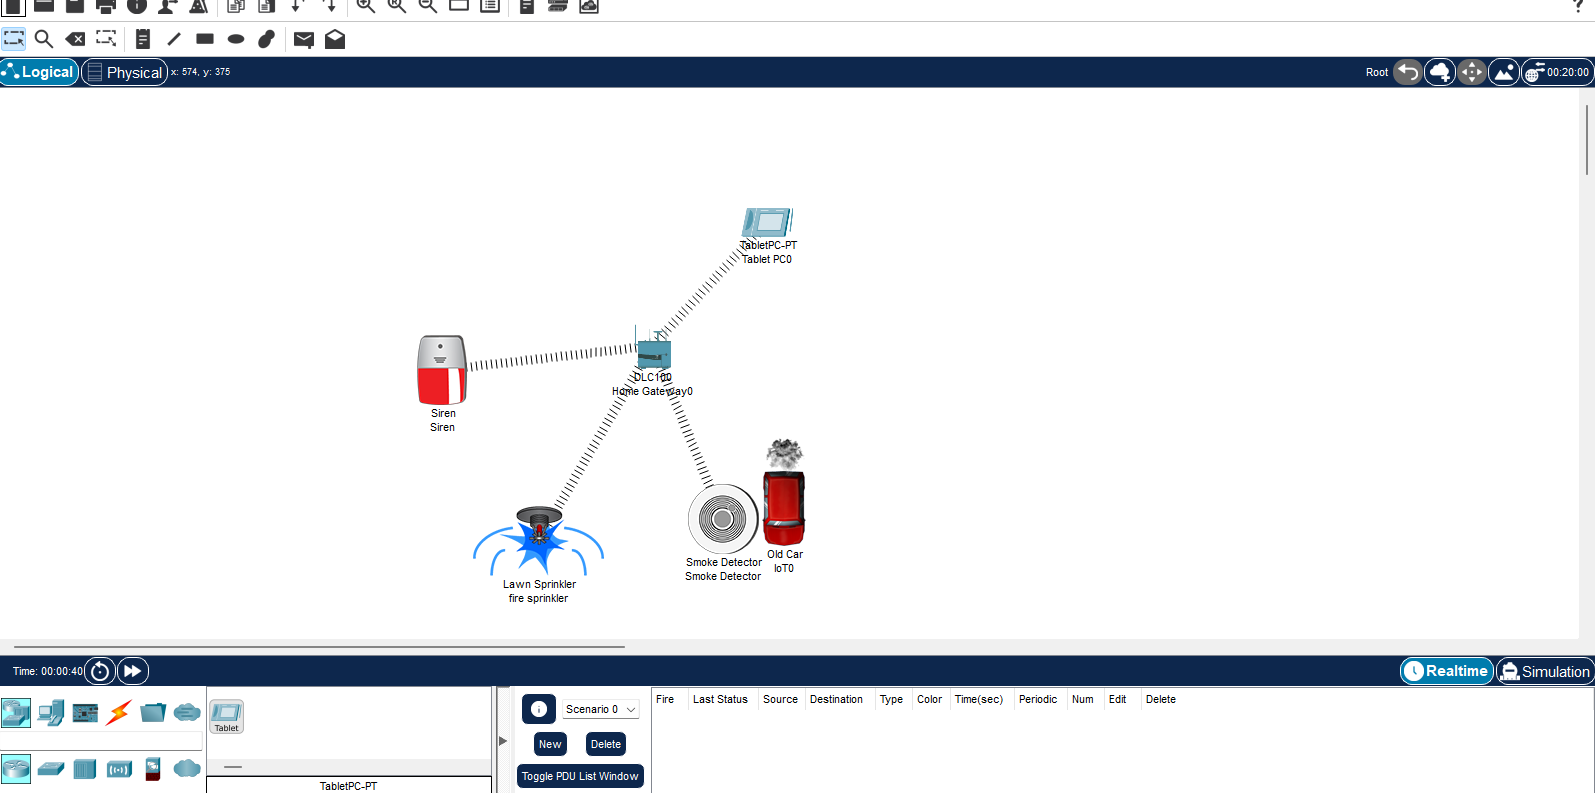 Logical
Physical
x: 574, y: 375
Root
00:20:00
TabletPC-PT
Tablet PC0
DLC100
Home Gateway0
Siren
Siren
Lawn Sprinkler
fire sprinkler
Smoke Detector
Smoke Detector
Old Car
IoT0
Time: 00:00:40
Realtime
Simulation
Tablet
TabletPC-PT
Scenario 0
New
Delete
Toggle PDU List Window
Fire Last Status Source Destination Type Color Time(sec) Periodic Num Edit Delete